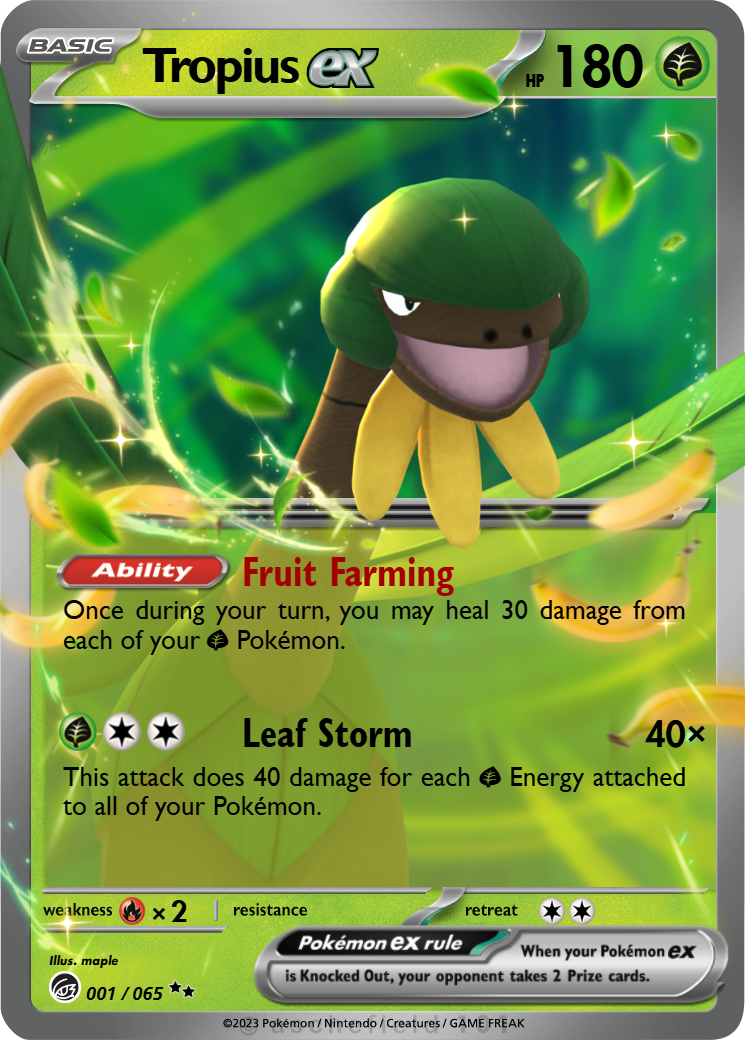 BASIC Tropius ex HP 180
Ability Fruit Farming
Once during your turn, you may heal 30 damage from
each of your Pokémon.
Leaf Storm 40×
This attack does 40 damage for each Energy attached
to all of your Pokémon.
weakness ×2 resistance retreat
Pokémon ex rule When your Pokémon ex
is Knocked Out, your opponent takes 2 Prize cards.
Illus. maple
001 / 065
©2023 Pokémon / Nintendo / Creatures / GAME FREAK